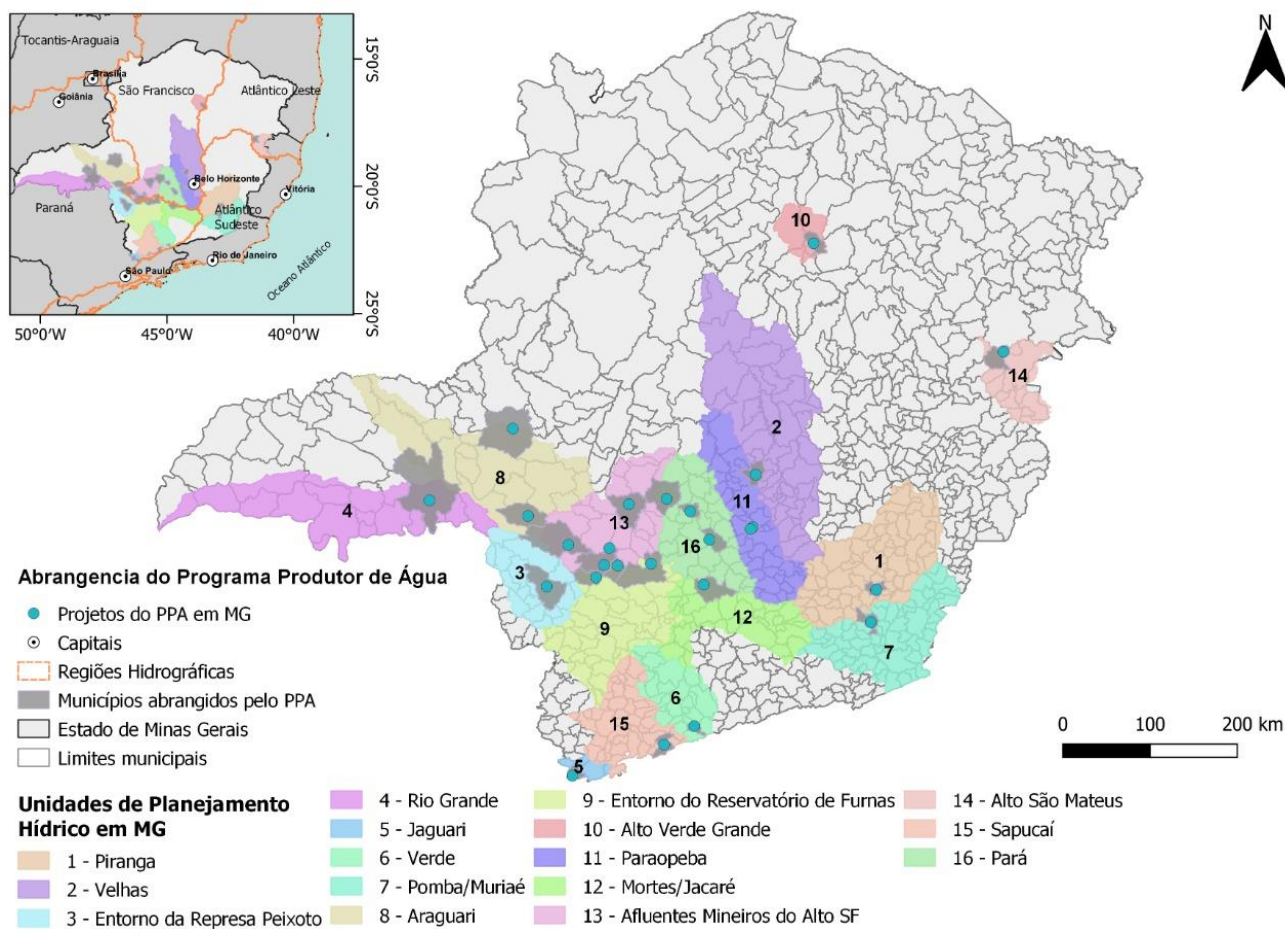 N
Tocantis-Araguaia
Brasília
Goiânia
São Francisco
Atlântico Leste
15°0'S
Belo Horizonte
Vitória
20°0'S
Paraná
Atlântico
Sudeste
São Paulo
Rio de Janeiro
Oceano Atlântico
25°0'S
50°0'W
45°0'W
40°0'W
10
14
2
8
11
4
13
16
1
3
12
9
7
6
15
5
Abrangencia do Programa Produtor de Água
Projetos do PPA em MG
Capitais
Regiões Hidrográficas
Municípios abrangidos pelo PPA
Estado de Minas Gerais
Limites municipais
0 100 200 km
Unidades de Planejamento
Hídrico em MG
1 - Piranga
2 - Velhas
3 - Entorno da Represa Peixoto
4 - Rio Grande
5 - Jaguari
6 - Verde
7 - Pomba/Muriaé
8 - Araguari
9 - Entorno do Reservatório de Furnas
10 - Alto Verde Grande
11 - Paraopeba
12 - Mortes/Jacaré
13 - Afluentes Mineiros do Alto SF
14 - Alto São Mateus
15 - Sapucaí
16 - Pará